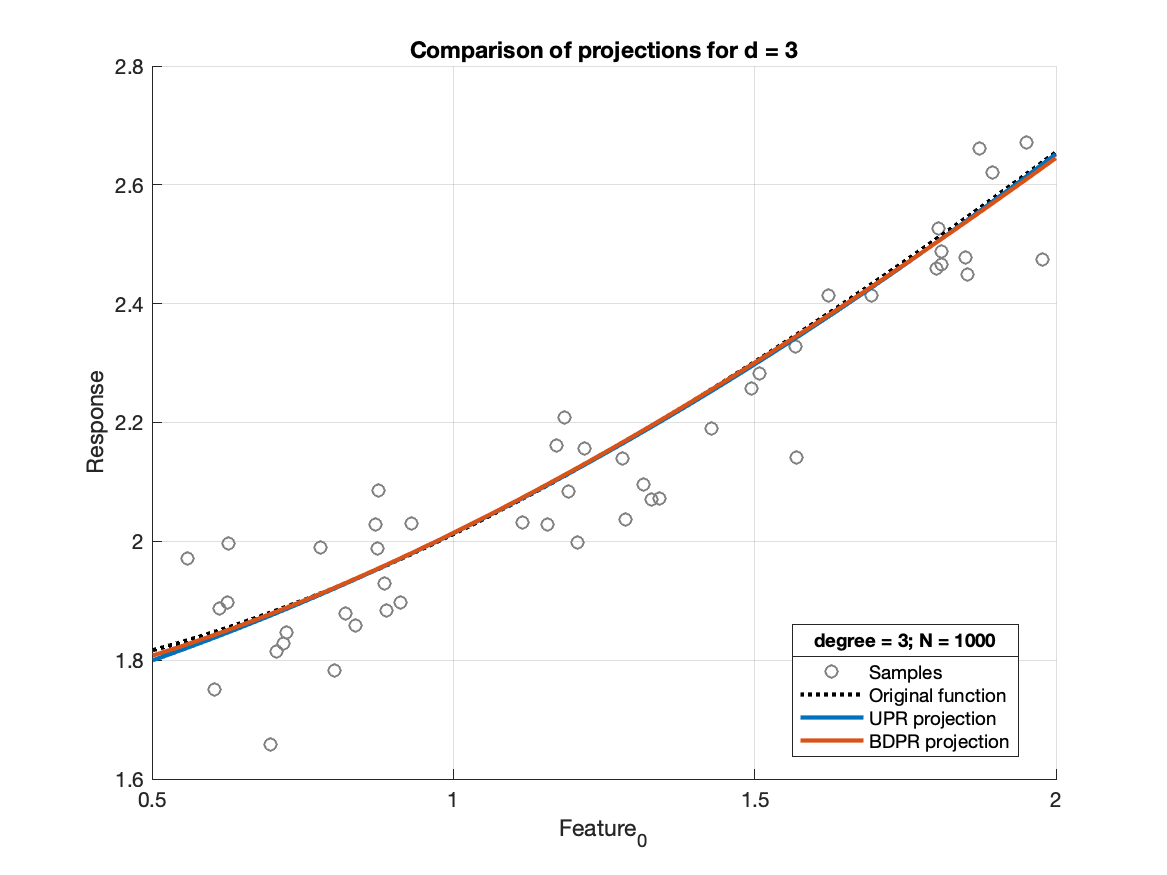 Comparison of projections for d = 3
2.8
2.6
2.4
2.2
2
1.8
1.6
Response
0.5
1
1.5
2
Feature₀
degree = 3; N = 1000
Samples
Original function
UPR projection
BDPR projection